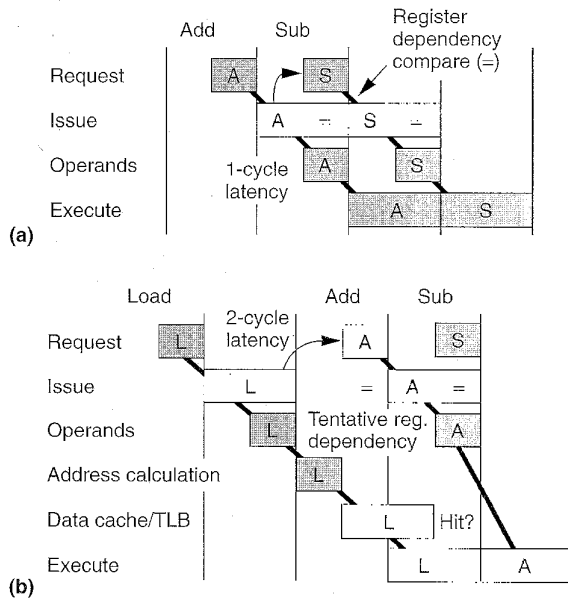 Add Sub
Register
dependency
compare (=)
Request A S
Issue A = S =
Operands A S
1-cycle
latency
Execute A S
(a)
Load Add Sub
2-cycle
latency
Request L A S
Issue L = A =
Operands L A
Tentative reg.
dependency
Address calculation L
Data cache/TLB L Hit?
Execute L A
(b)